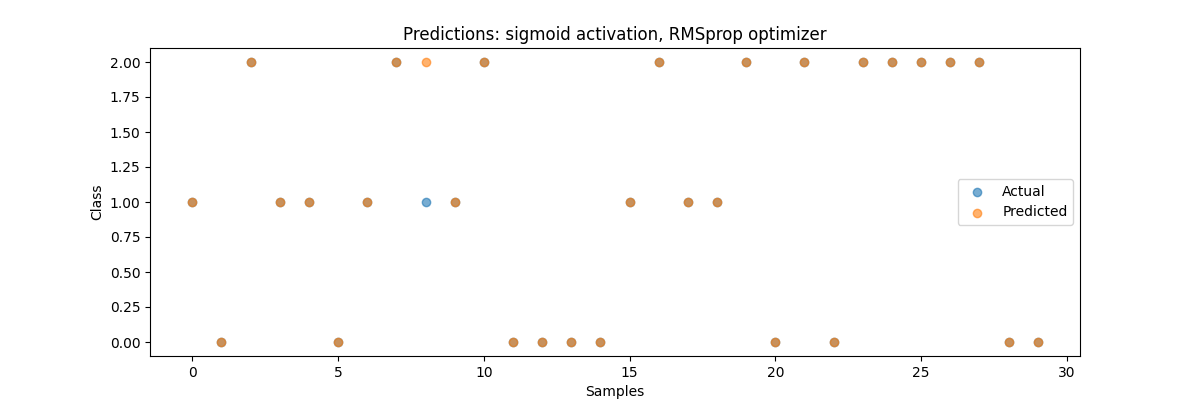 Predictions: sigmoid activation, RMSprop optimizer
2.00
1.75
1.50
1.25
1.00
0.75
0.50
0.25
0.00
Class
Actual
Predicted
0 5 10 15 20 25 30
Samples